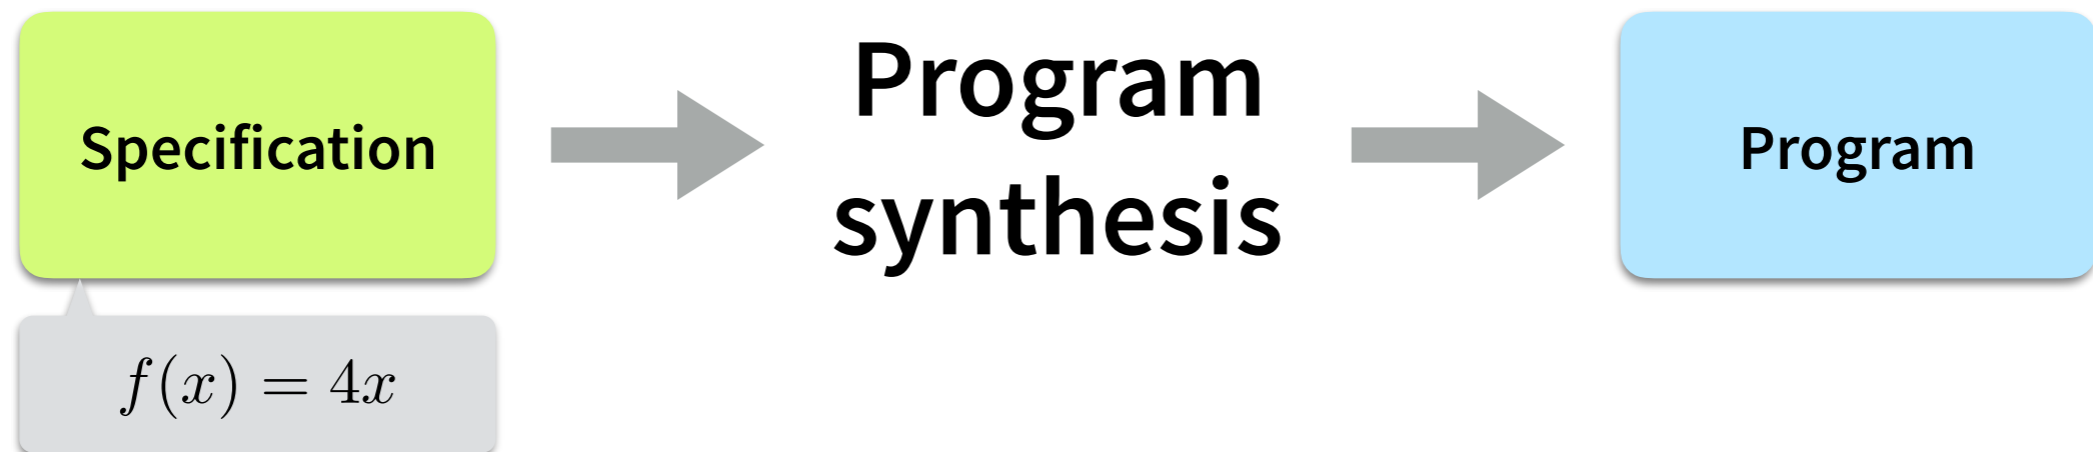 Specification
Program
synthesis
Program
f(x) = 4x